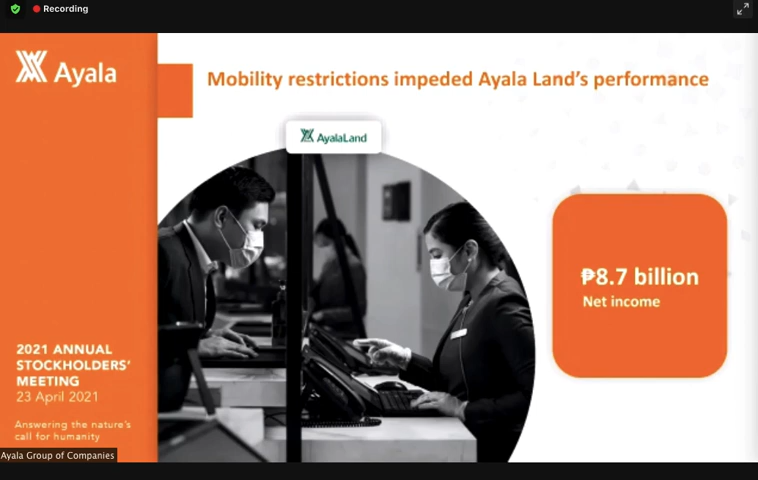 Recording
Ayala
Mobility restrictions impeded Ayala Land's performance
AyalaLand
₱8.7 billion
Net income
2021 ANNUAL
STOCKHOLDERS'
MEETING
23 April 2021
Answering the nature's
call for humanity
Ayala Group of Companies